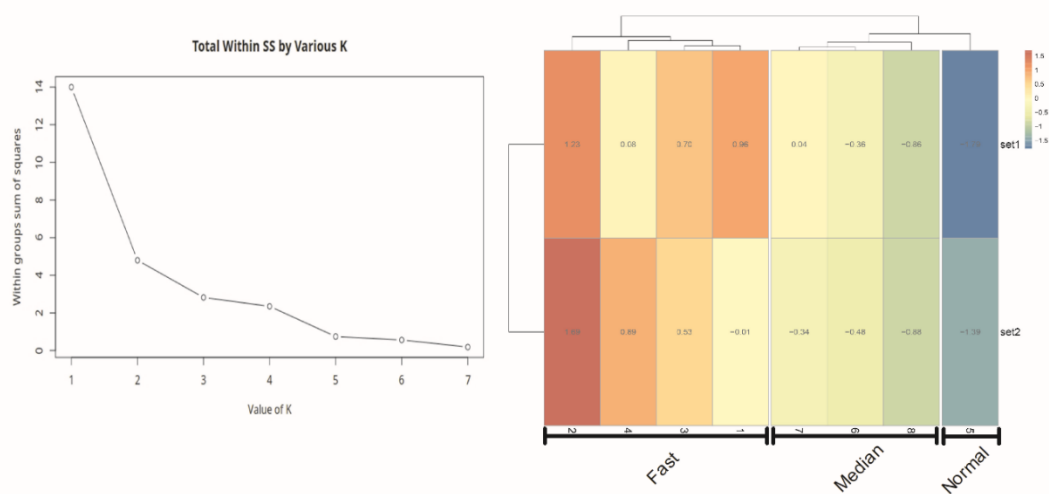 Total Within SS by Various K
Within groups sum of squares
14
12
10
8
6
4
2
0
1 2 3 4 5 6 7
Value of K
1.5
1
0.5
0
−0.5
−1
−1.5
1.23 0.08 0.70 0.96 0.04 −0.36 −0.86
set1
0.89 0.53 −0.01 −0.34 −0.48 −0.88 −1.39
set2
2 4 3 1 7 6 8 5
Fast Median Normal